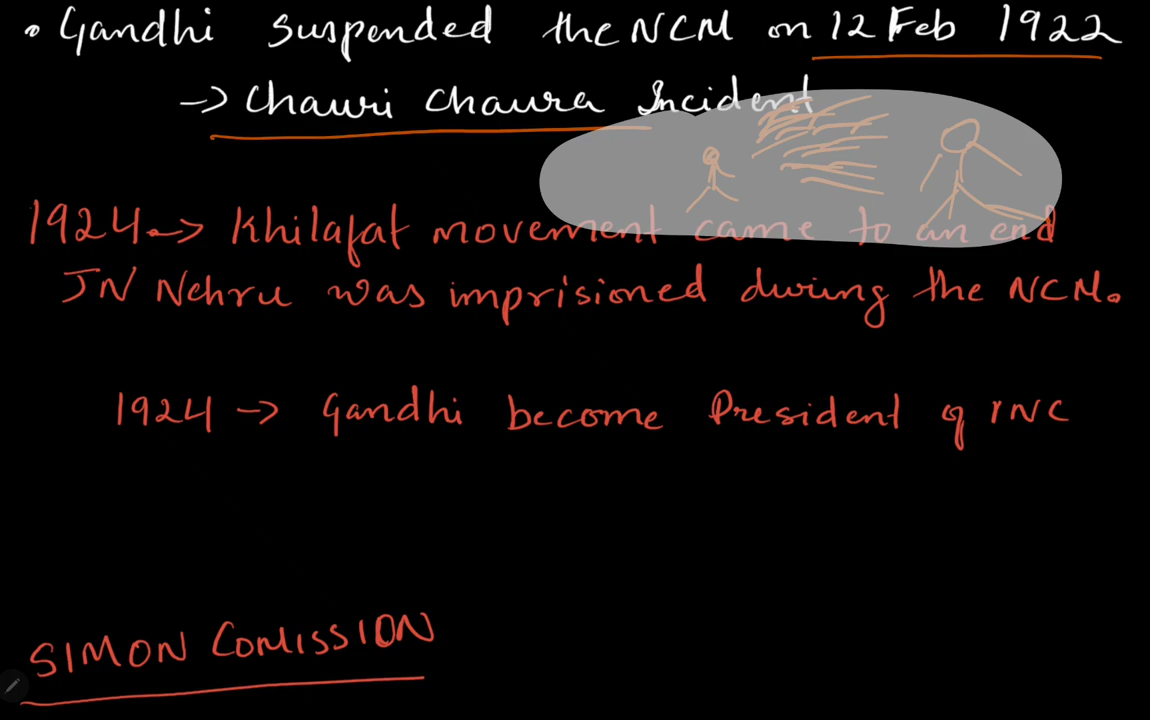 • Gandhi suspended the NCM on 12 Feb 1922
→ Chauri Chaura Incident
1924 → Khilafat movement came to an end
JN Nehru was imprisioned during the NCM.
1924 → Gandhi become President of INC
SIMON COMISSION